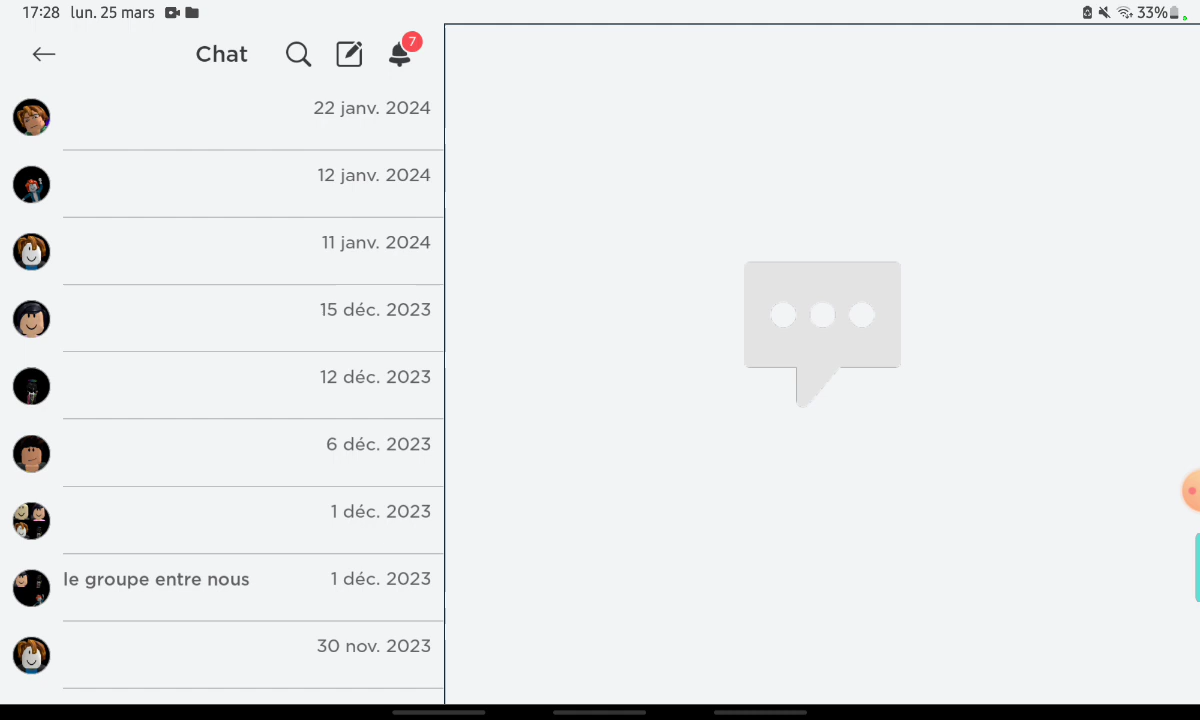 17:28 lun. 25 mars 33%
Chat 7
22 janv. 2024
12 janv. 2024
11 janv. 2024
15 déc. 2023
12 déc. 2023
6 déc. 2023
1 déc. 2023
le groupe entre nous 1 déc. 2023
30 nov. 2023